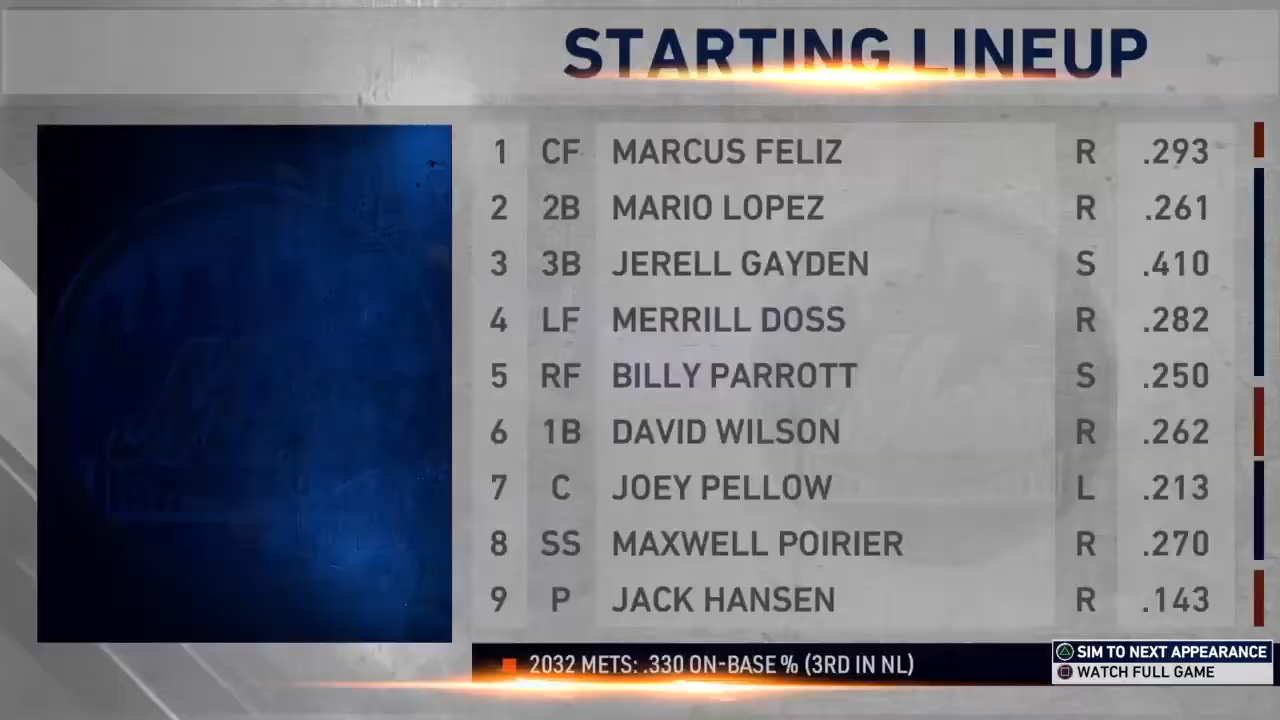 STARTING LINEUP
1 CF MARCUS FELIZ R .293
2 2B MARIO LOPEZ R .261
3 3B JERELL GAYDEN S .410
4 LF MERRILL DOSS R .282
5 RF BILLY PARROTT S .250
6 1B DAVID WILSON R .262
7 C JOEY PELLOW L .213
8 SS MAXWELL POIRIER R .270
9 P JACK HANSEN R .143
2032 METS: .330 ON-BASE % (3RD IN NL)
SIM TO NEXT APPEARANCE
WATCH FULL GAME